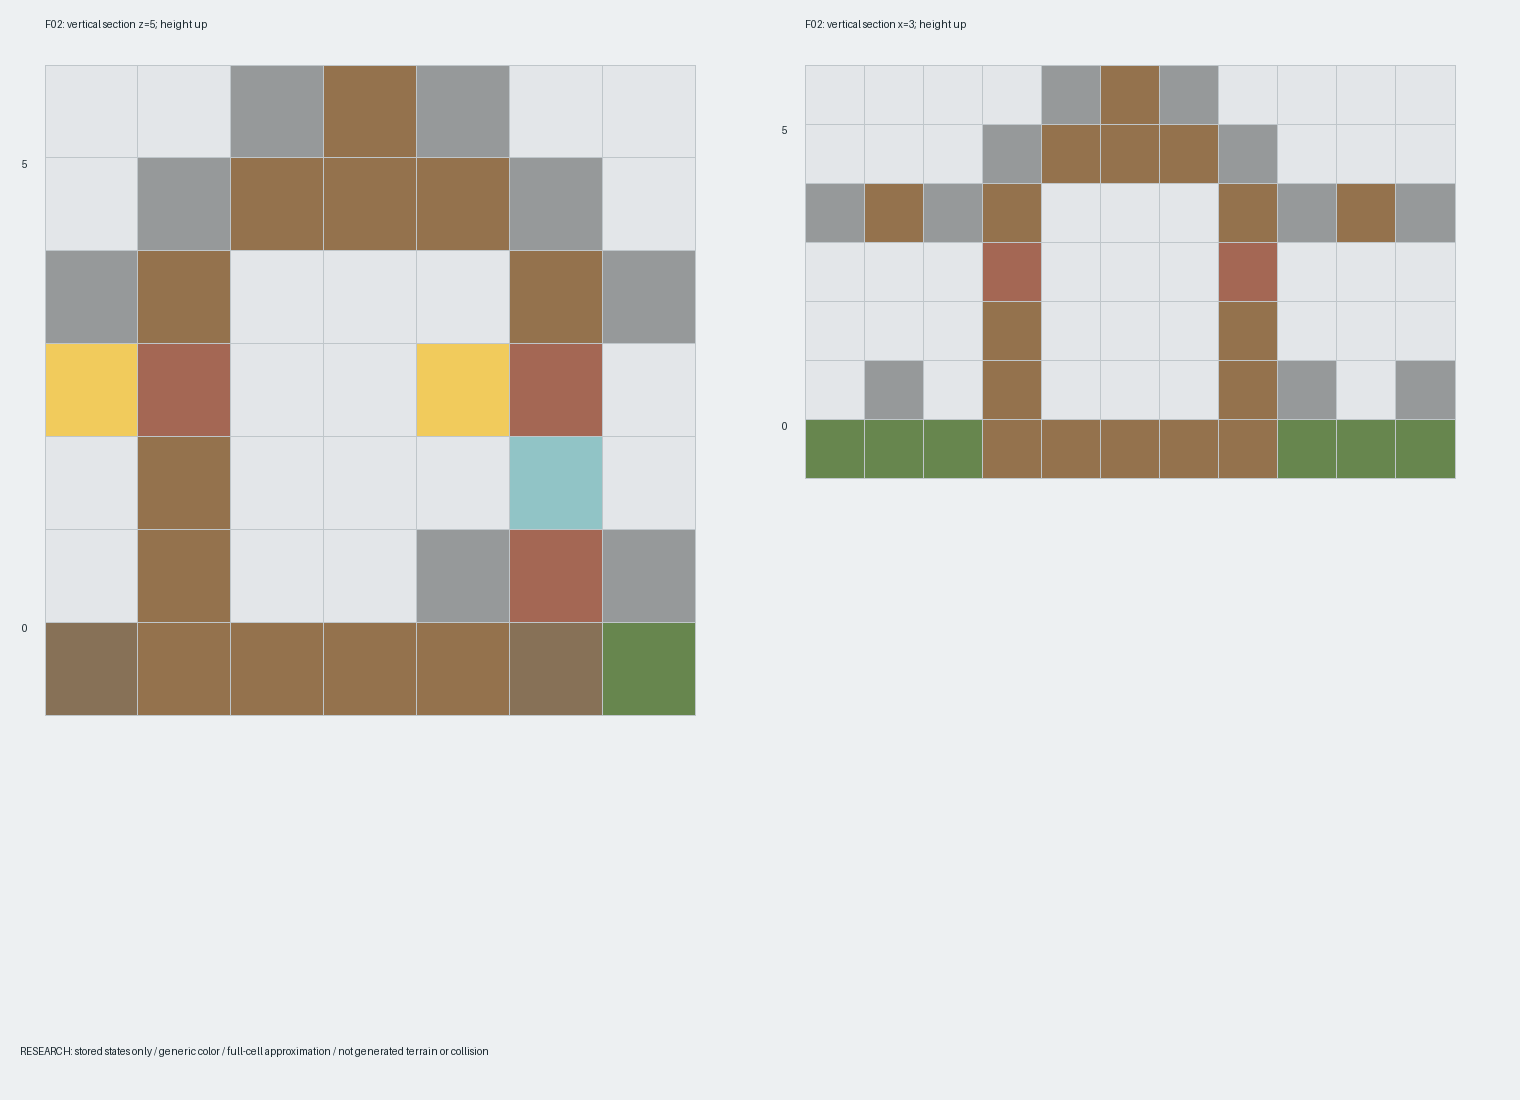 F02: vertical section z=5; height up
F02: vertical section x=3; height up
5
5
0
0
RESEARCH: stored states only / generic color / full-cell approximation / not generated terrain or collision